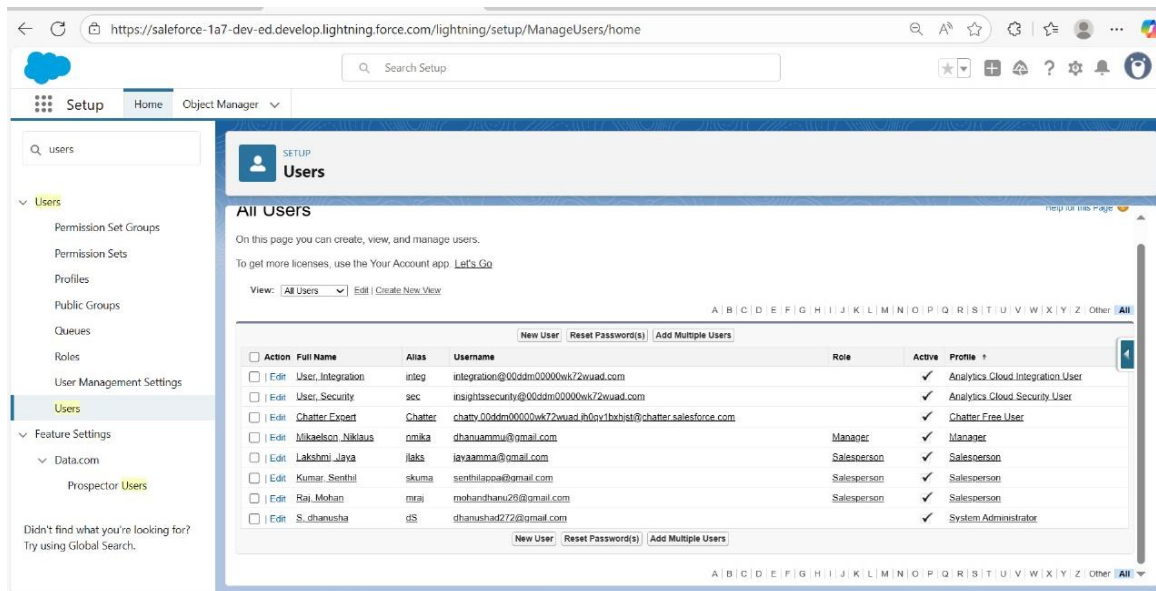 https://saleforce-1a7-dev-ed.develop.lightning.force.com/lightning/setup/ManageUsers/home
Search Setup
Setup Home Object Manager
users
SETUP
Users
Users
Permission Set Groups
Permission Sets
Profiles
Public Groups
Queues
Roles
User Management Settings
Users
Feature Settings
Data.com
Prospector Users
Didn't find what you're looking for?
Try using Global Search.
All Users
Help for this Page
On this page you can create, view, and manage users.
To get more licenses, use the Your Account app. Let's Go
View: All Users Edit | Create New View
A | B | C | D | E | F | G | H | I | J | K | L | M | N | O | P | Q | R | S | T | U | V | W | X | Y | Z | Other All
New User Reset Password(s) Add Multiple Users
Action Full Name Alias Username Role Active Profile ↑
| Edit User, Integration integ integration@00ddm00000wk72wuad.com Analytics Cloud Integration User
| Edit User, Security sec insightssecurity@00ddm00000wk72wuad.com Analytics Cloud Security User
| Edit Chatter Expert Chatter Chatter Free User
| Edit Mikaelson, Niklaus nmika dhanuammu@gmail.com Manager Manager
| Edit Lakshmi, Jaya jlaks jayaamma@gmail.com Salesperson Salesperson
| Edit Kumar, Senthil skuma senthilappa@gmail.com Salesperson Salesperson
| Edit Raj, Mohan mraj mohandhanu26@gmail.com Salesperson Salesperson
| Edit S, dhanusha dS dhanushad272@gmail.com System Administrator
New User Reset Password(s) Add Multiple Users
A | B | C | D | E | F | G | H | I | J | K | L | M | N | O | P | Q | R | S | T | U | V | W | X | Y | Z | Other All